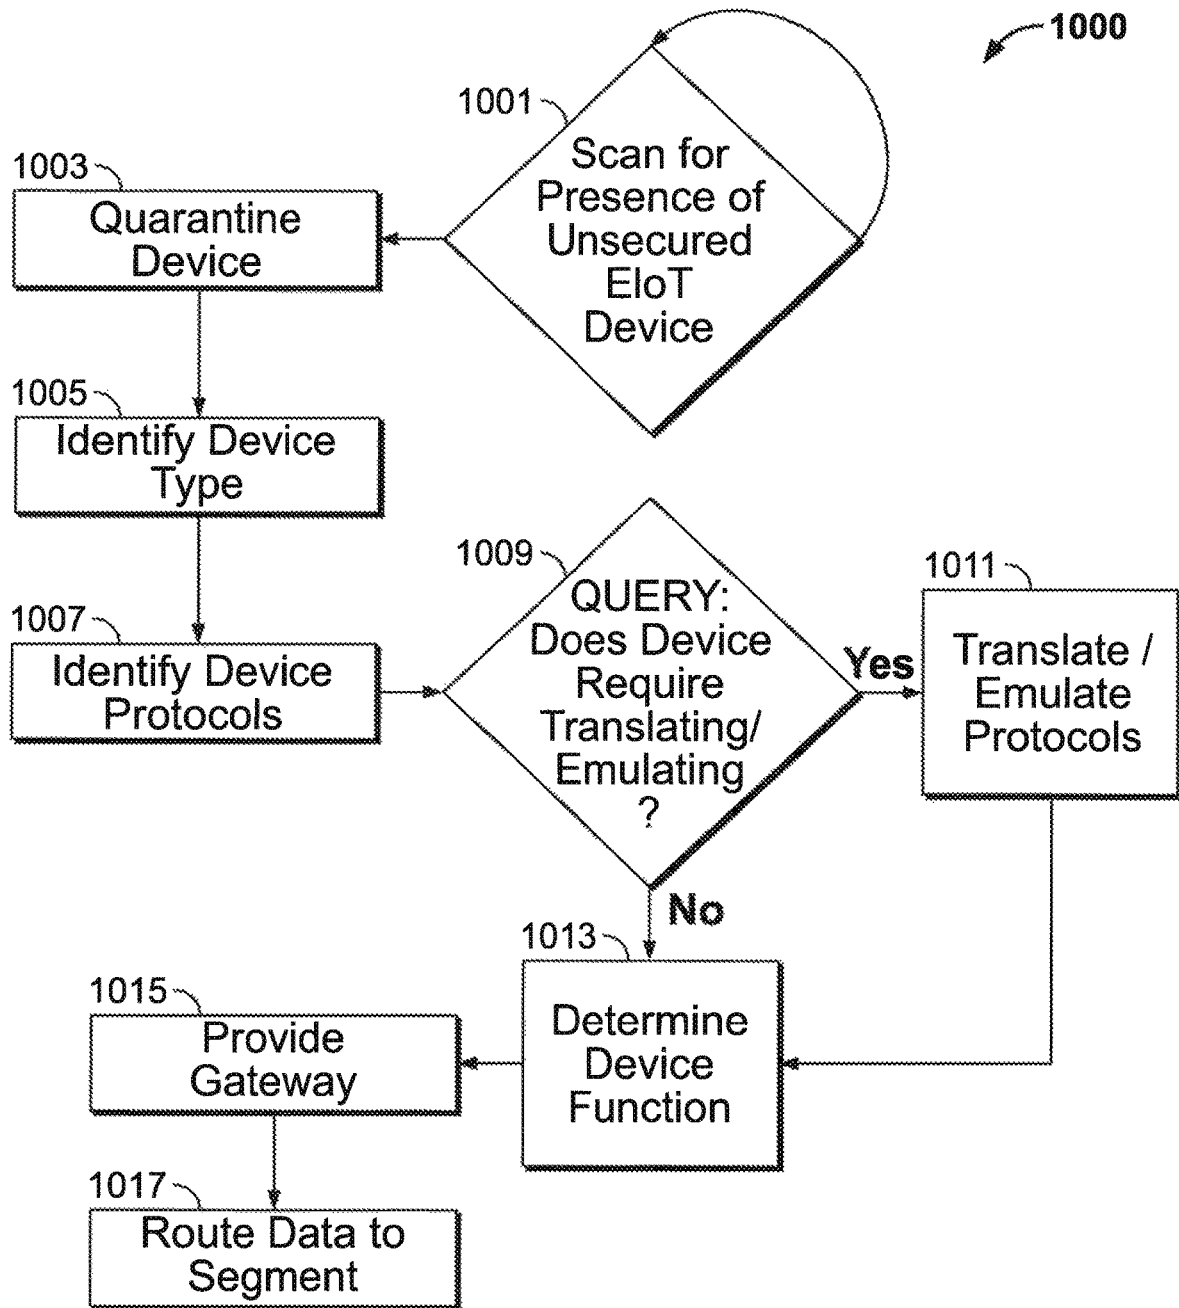 1000
1001
Scan for
Presence of
Unsecured
EIoT
Device
1003
Quarantine
Device
1005
Identify Device
Type
1007
Identify Device
Protocols
1009
QUERY:
Does Device
Require
Translating/
Emulating
?
Yes
No
1011
Translate /
Emulate
Protocols
1013
Determine
Device
Function
1015
Provide
Gateway
1017
Route Data to
Segment